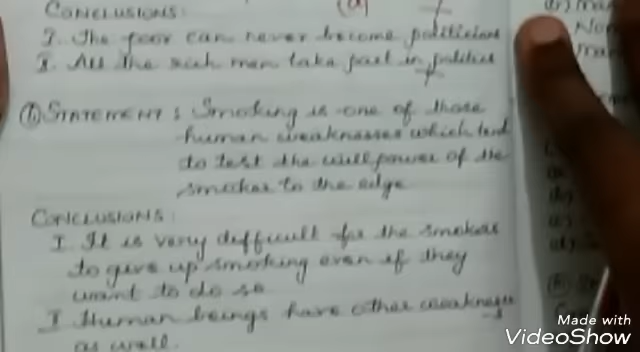 CONCLUSIONS:
(a)
I. The poor can never become politicians
II. All the rich men take part in politics
① STATEMENT: Smoking is one of those
human weaknesses which tend
to test the will power of the
smoker to the edge
CONCLUSIONS:
I. It is very difficult for the smokers
to give up smoking even if they
want to do so
I Human beings have other weaknesses
as well.
Made with
VideoShow